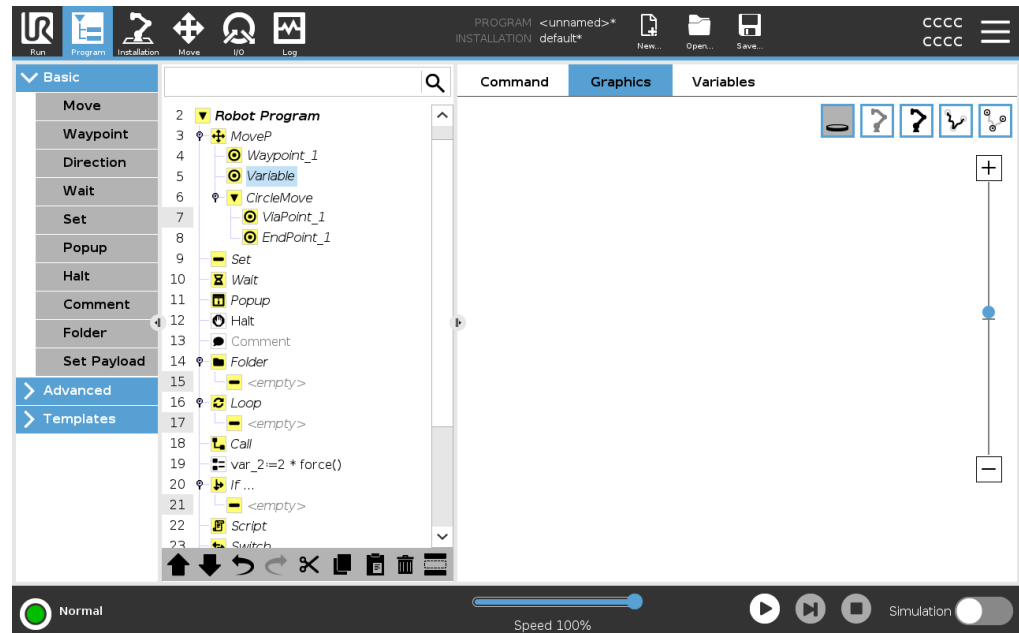 UR
PROGRAM <unnamed>*
INSTALLATION default*
CCCC
CCCC
Run
Program
Installation
Move
I/O
Log
New...
Open...
Save...
Basic
Move
Waypoint
Direction
Wait
Set
Popup
Halt
Comment
Folder
Set Payload
Advanced
Templates
2 Robot Program
3 MoveP
4 Waypoint_1
5 Variable
6 CircleMove
7 ViaPoint_1
8 EndPoint_1
9 Set
10 Wait
11 Popup
12 Halt
13 Comment
14 Folder
15 <empty>
16 Loop
17 <empty>
18 Call
19 var_2:=2 * force()
20 If ...
21 <empty>
22 Script
23 Switch
Command
Graphics
Variables
Normal
Speed 100%
Simulation